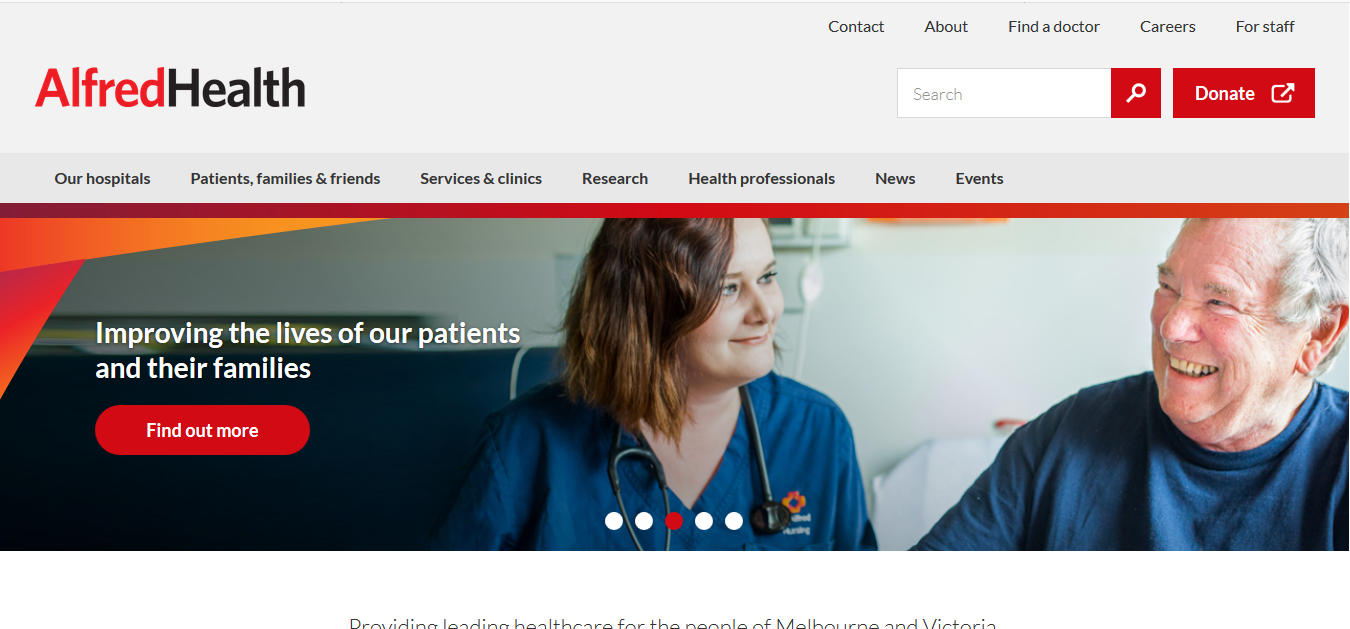 Contact About Find a doctor Careers For staff
AlfredHealth
Search
Donate
Our hospitals Patients, families & friends Services & clinics Research Health professionals News Events
Improving the lives of our patients
and their families
Find out more
Alfred
Nursing
Providing leading healthcare for the people of Melbourne and Victoria